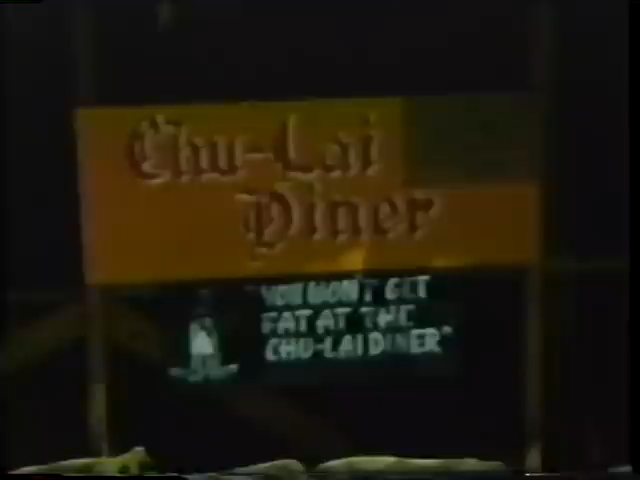 Chu-Lai
Diner
"YOU WON'T GET
FAT AT THE
CHU-LAI DINER"